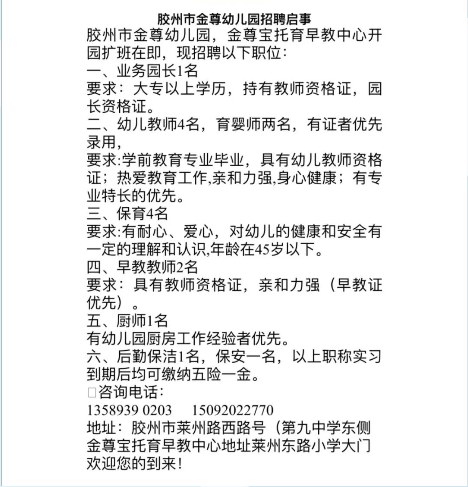 胶州市金尊幼儿园招聘启事
胶州市金尊幼儿园，金尊宝托育早教中心开
园扩班在即，现招聘以下职位：
一、业务园长1名
要求：大专以上学历，持有教师资格证，园
长资格证。
二、幼儿教师4名，育婴师两名，有证者优先
录用，
要求:学前教育专业毕业，具有幼儿教师资格
证；热爱教育工作,亲和力强,身心健康；有专
业特长的优先。
三、保育4名
要求:有耐心、爱心，对幼儿的健康和安全有
一定的理解和认识,年龄在45岁以下。
四、早教教师2名
要求：具有教师资格证，亲和力强（早教证
优先）。
五、厨师1名
有幼儿园厨房工作经验者优先。
六、后勤保洁1名，保安一名，以上职称实习
到期后均可缴纳五险一金。
□咨询电话：
1358939 0203 15092022770
地址：胶州市莱州路西路号（第九中学东侧
金尊宝托育早教中心地址莱州东路小学大门
欢迎您的到来！